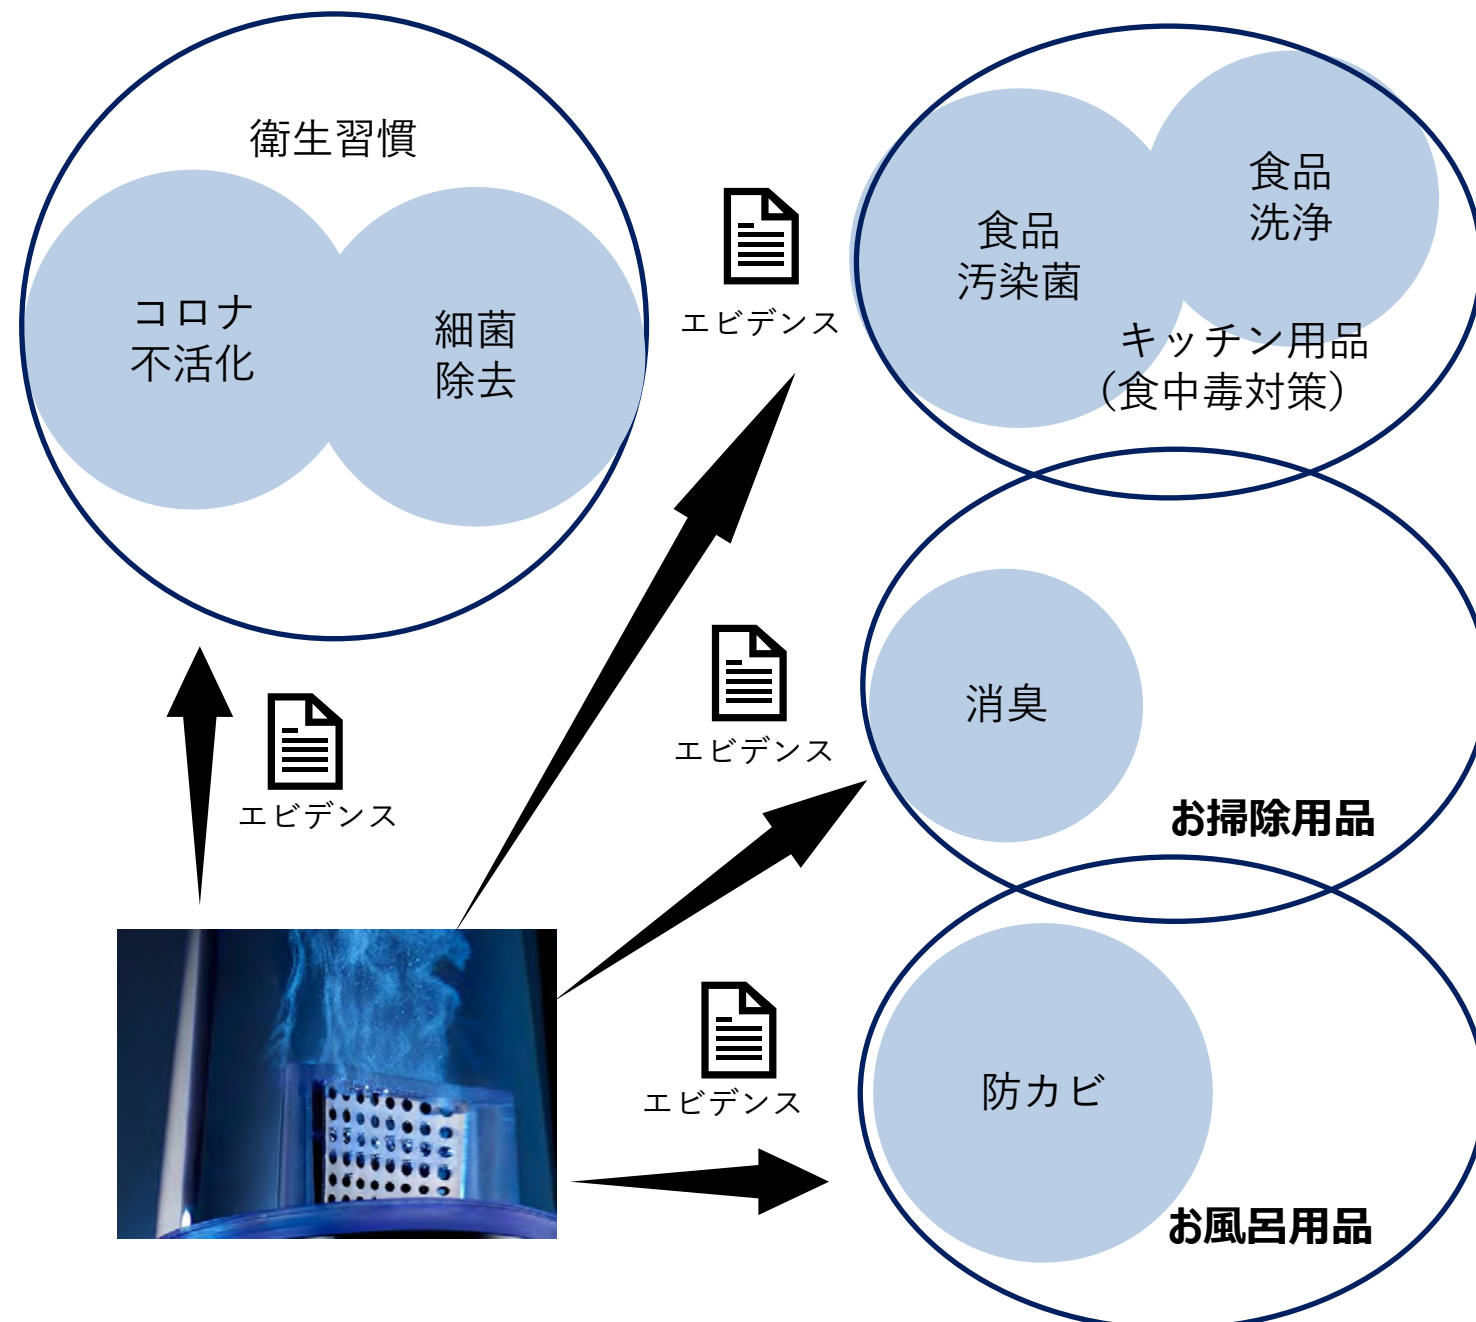 衛生習慣
コロナ
不活化
細菌
除去
エビデンス
食品
汚染菌
食品
洗浄
キッチン用品
（食中毒対策）
エビデンス
消臭
お掃除用品
エビデンス
エビデンス
防カビ
お風呂用品